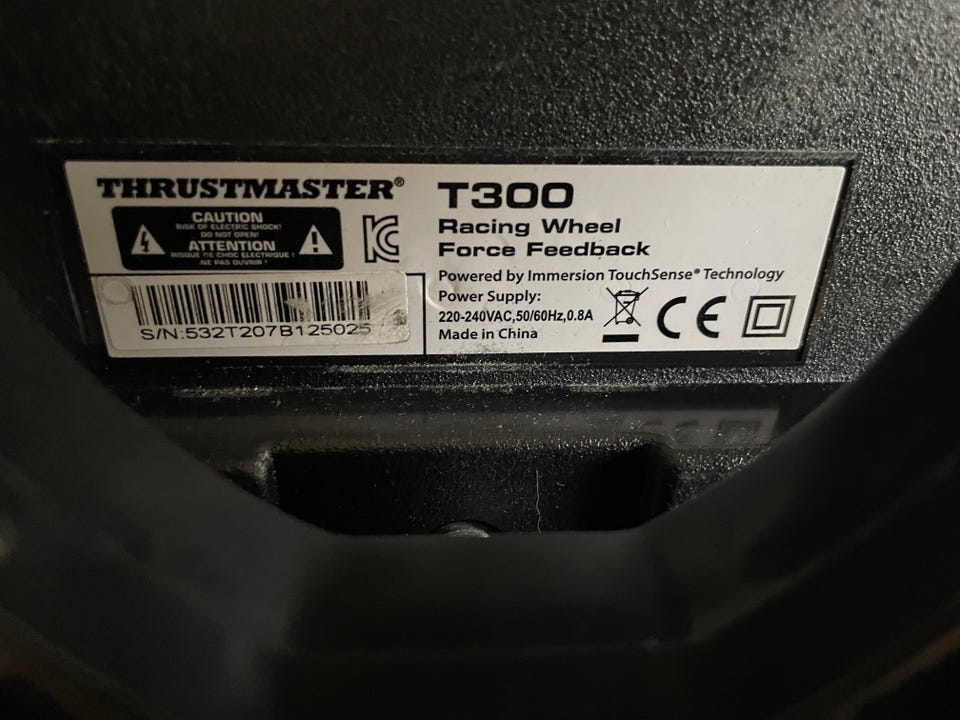 THRUSTMASTER®
CAUTION
RISK OF ELECTRIC SHOCK!
DO NOT OPEN!
ATTENTION
RISQUE DE CHOC ELECTRIQUE !
NE PAS OUVRIR !
S/N:532T207B125025
T300
Racing Wheel
Force Feedback
Powered by Immersion TouchSense® Technology
Power Supply:
220-240VAC,50/60Hz,0.8A
Made in China
CE